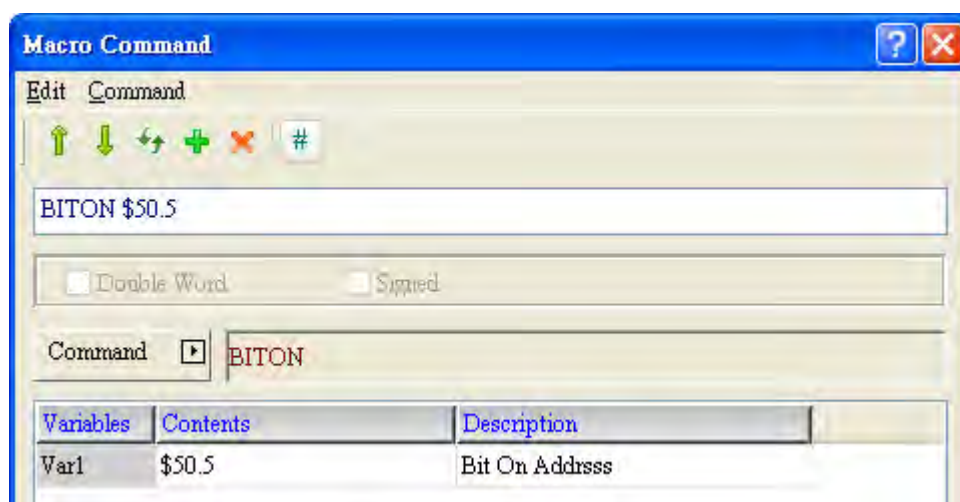 Macro Command
Edit Command
#
BITON $50.5
Double Word Signed
Command BITON
Variables Contents Description
Var1 $50.5 Bit On Addrsss